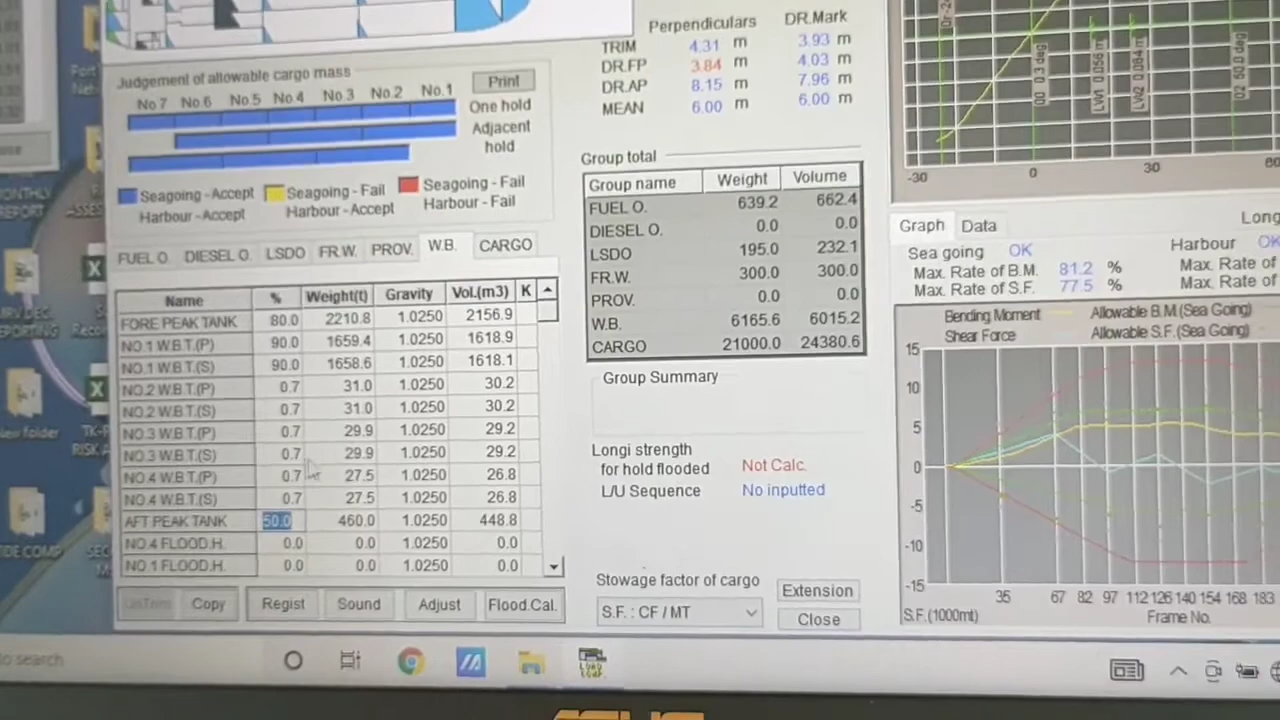 Perpendiculars DR.Mark
TRIM 4.31 m 3.93 m
DR.FP 3.84 m 4.03 m
DR.AP 8.15 m 7.96 m
MEAN 6.00 m 6.00 m
Judgement of allowable cargo mass
Print
No.7 No.6 No.5 No.4 No.3 No.2 No.1
One hold
Adjacent
hold
Seagoing - Accept
Harbour - Accept
Seagoing - Fail
Harbour - Accept
Seagoing - Fail
Harbour - Fail
FUEL O. DIESEL O. LSDO FR.W. PROV. W.B. CARGO
Name % Weight(t) Gravity Vol.(m3) K
FORE PEAK TANK 80.0 2210.8 1.0250 2156.9
NO.1 W.B.T.(P) 90.0 1659.4 1.0250 1618.9
NO.1 W.B.T.(S) 90.0 1658.6 1.0250 1618.1
NO.2 W.B.T.(P) 0.7 31.0 1.0250 30.2
NO.2 W.B.T.(S) 0.7 31.0 1.0250 30.2
NO.3 W.B.T.(P) 0.7 29.9 1.0250 29.2
NO.3 W.B.T.(S) 0.7 29.9 1.0250 29.2
NO.4 W.B.T.(P) 0.7 27.5 1.0250 26.8
NO.4 W.B.T.(S) 0.7 27.5 1.0250 26.8
AFT PEAK TANK 50.0 460.0 1.0250 448.8
NO.4 FLOOD.H. 0.0 0.0 1.0250 0.0
NO.1 FLOOD.H. 0.0 0.0 1.0250 0.0
Copy Regist Sound Adjust Flood.Cal.
Group total
Group name Weight Volume
FUEL O. 639.2 662.4
DIESEL O. 0.0 0.0
LSDO 195.0 232.1
FR.W. 300.0 300.0
PROV. 0.0 0.0
W.B. 6165.6 6015.2
CARGO 21000.0 24380.6
Group Summary
Longi strength
for hold flooded Not Calc.
L/U Sequence No inputted
Stowage factor of cargo
S.F. : CF / MT
Extension
Close
-30 0 30 60
Graph Data
Sea going OK
Max. Rate of B.M. 81.2 %
Max. Rate of S.F. 77.5 %
Harbour OK
Max. Rate of
Max. Rate of
Bending Moment Allowable B.M(Sea Going)
Shear Force Allowable S.F.(Sea Going)
15
10
5
0
-5
-10
-15
35 67 82 97 112 126 140 154 168 183
S.F.(1000mt) Frame No.
MONTHLY
REPORT
REPORTING
ew folder
o search